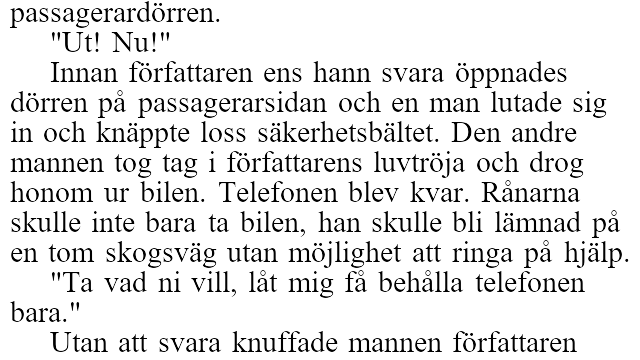 passagerardörren.
"Ut! Nu!"
Innan författaren ens hann svara öppnades
dörren på passagerarsidan och en man lutade sig
in och knäppte loss säkerhetsbältet. Den andre
mannen tog tag i författarens luvtröja och drog
honom ur bilen. Telefonen blev kvar. Rånarna
skulle inte bara ta bilen, han skulle bli lämnad på
en tom skogsväg utan möjlighet att ringa på hjälp.
"Ta vad ni vill, låt mig få behålla telefonen
bara."
Utan att svara knuffade mannen författaren